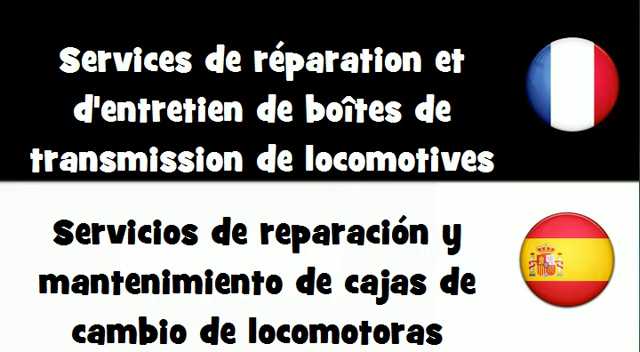 Services de réparation et
d'entretien de boîtes de
transmission de locomotives
Servicios de reparación y
mantenimiento de cajas de
cambio de locomotoras